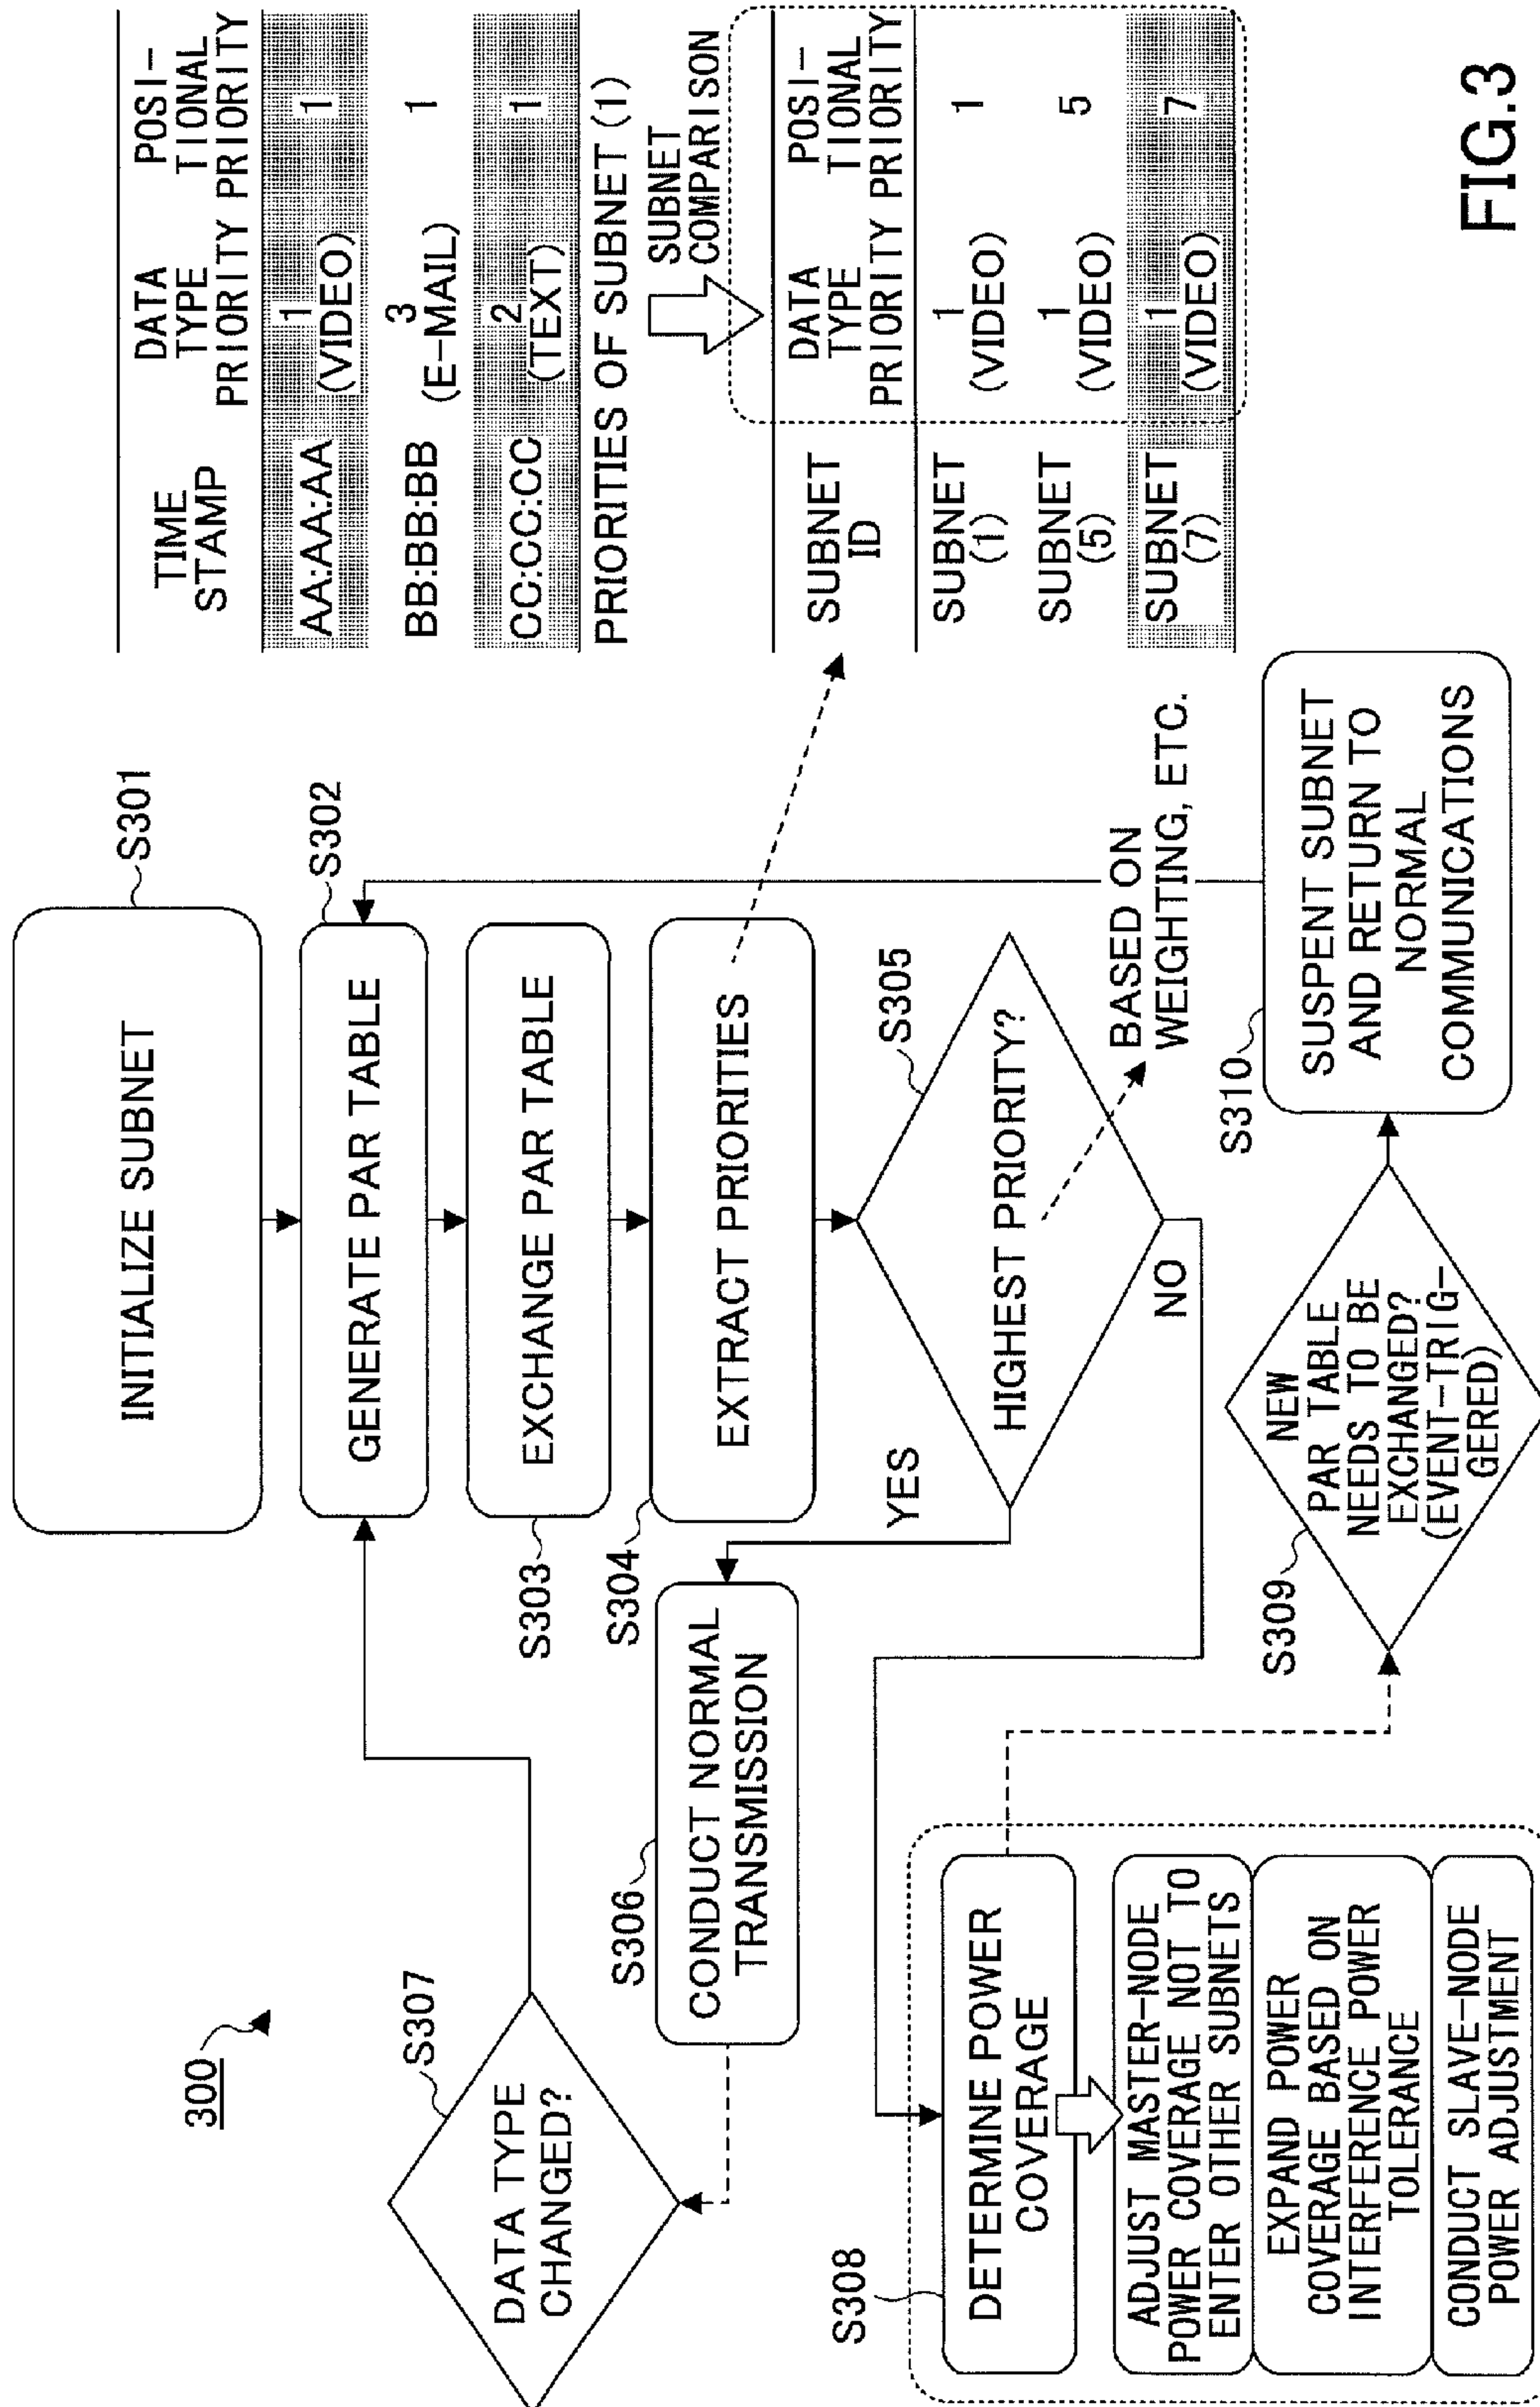 300
INITIALIZE SUBNET
S301
GENERATE PAR TABLE
S302
EXCHANGE PAR TABLE
S303
EXTRACT PRIORITIES
S304
HIGHEST PRIORITY?
S305
YES
NO
BASED ON
WEIGHTING, ETC.
CONDUCT NORMAL
TRANSMISSION
S306
DATA TYPE
CHANGED?
S307
S308
DETERMINE POWER
COVERAGE
ADJUST MASTER-NODE
POWER COVERAGE NOT TO
ENTER OTHER SUBNETS
EXPAND POWER
COVERAGE BASED ON
INTERFERENCE POWER
TOLERANCE
CONDUCT SLAVE-NODE
POWER ADJUSTMENT
S309
NEW
PAR TABLE
NEEDS TO BE
EXCHANGED?
(EVENT-TRIG-
GERED)
S310
SUSPENT SUBNET
AND RETURN TO
NORMAL
COMMUNICATIONS
TIME STAMP DATA TYPE PRIORITY POSI-TIONAL PRIORITY
AA:AA:AA 1 (VIDEO) 1
BB:BB:BB 3 (E-MAIL) 1
CC:CC:CC 2 (TEXT) 1
PRIORITIES OF SUBNET (1)
SUBNET
COMPARISON
SUBNET ID DATA TYPE PRIORITY POSI-TIONAL PRIORITY
SUBNET (1) 1 (VIDEO) 1
SUBNET (5) 1 (VIDEO) 5
SUBNET (7) 1 (VIDEO) 7
FIG.3